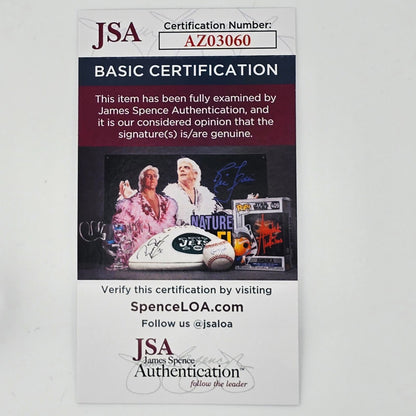 JSA
Certification Number:
AZ03060
BASIC CERTIFICATION
This item has been fully examined by
James Spence Authentication, and
it is our considered opinion that the
signature(s) is/are genuine.
NATURE
JETS
Verify this certification by visiting
SpenceLOA.com
Follow us @jsaloa
JSA
James Spence
Authentication™
follow the leader